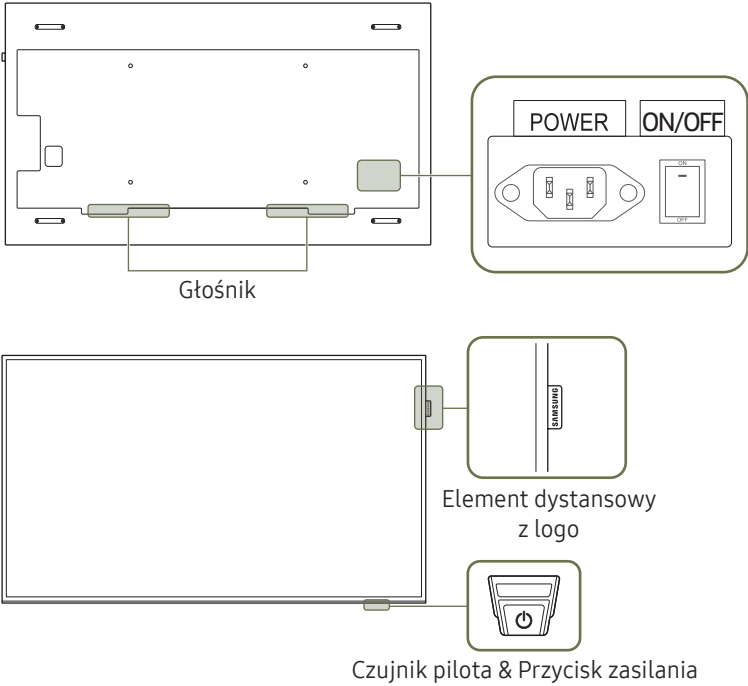 POWER
ON/OFF
ON
OFF
Głośnik
SAMSUNG
Element dystansowy
z logo
Czujnik pilota & Przycisk zasilania